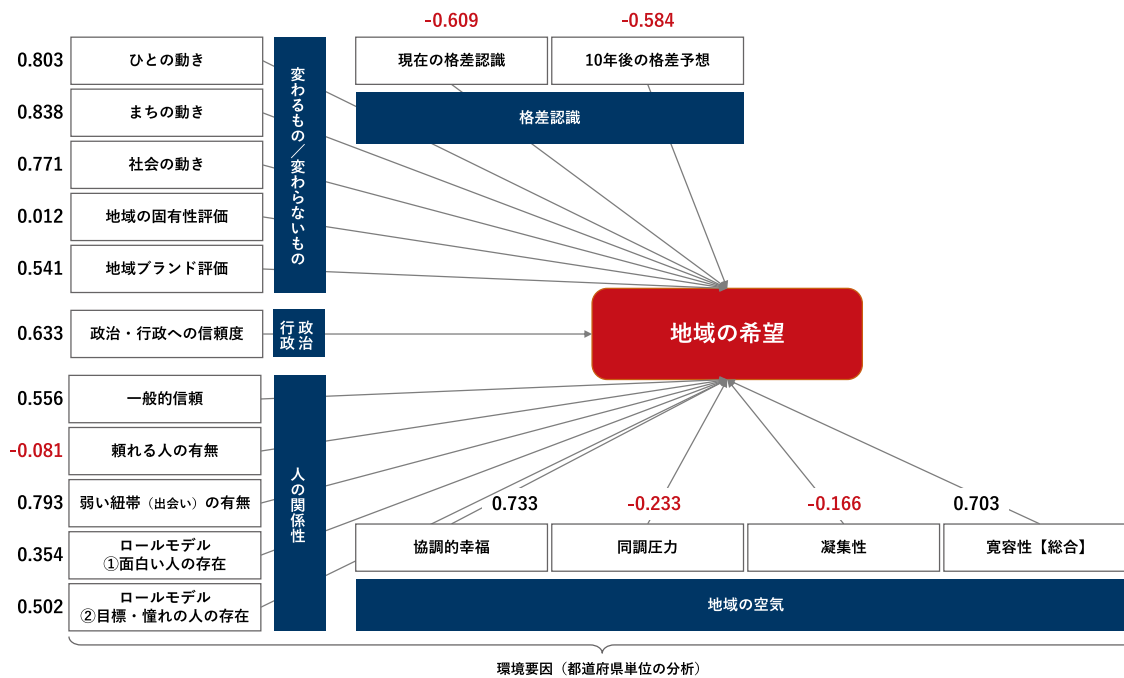 -0.609
-0.584
現在の格差認識
10年後の格差予想
格差認識
0.803
ひとの動き
0.838
まちの動き
0.771
社会の動き
0.012
地域の固有性評価
0.541
地域ブランド評価
変わるもの／変わらないもの
0.633
政治・行政への信頼度
行政
政治
地域の希望
0.556
一般的信頼
-0.081
頼れる人の有無
0.793
弱い紐帯（出会い）の有無
0.354
ロールモデル
①面白い人の存在
0.502
ロールモデル
②目標・憧れの人の存在
人の関係性
0.733
-0.233
-0.166
0.703
協調的幸福
同調圧力
凝集性
寛容性【総合】
地域の空気
環境要因（都道府県単位の分析）